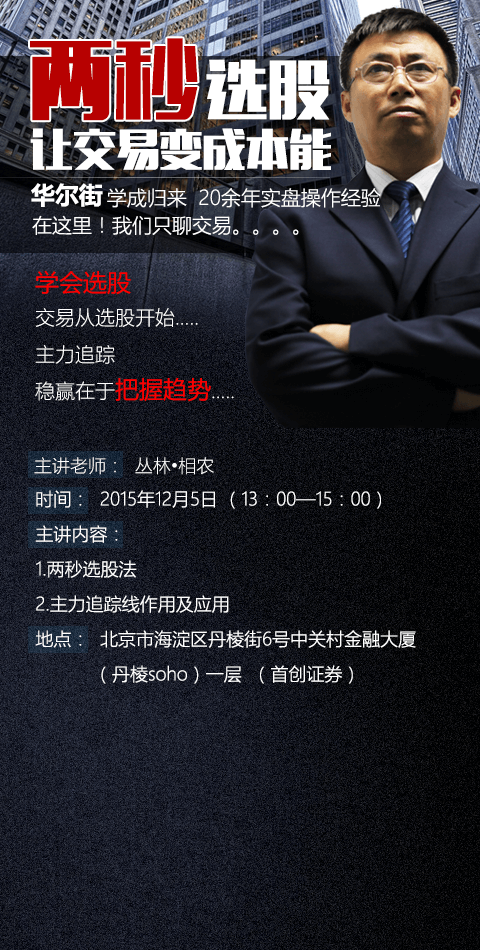 两秒选股
让交易变成本能
华尔街 学成归来 20余年实盘操作经验
在这里！我们只聊交易。。。。
学会选股
交易从选股开始.....
主力追踪
稳赢在于把握趋势.....
主讲老师： 丛林•相农
时间： 2015年12月5日（13：00—15：00）
主讲内容：
1.两秒选股法
2.主力追踪线作用及应用
地点： 北京市海淀区丹棱街6号中关村金融大厦
（丹棱soho）一层 （首创证券）